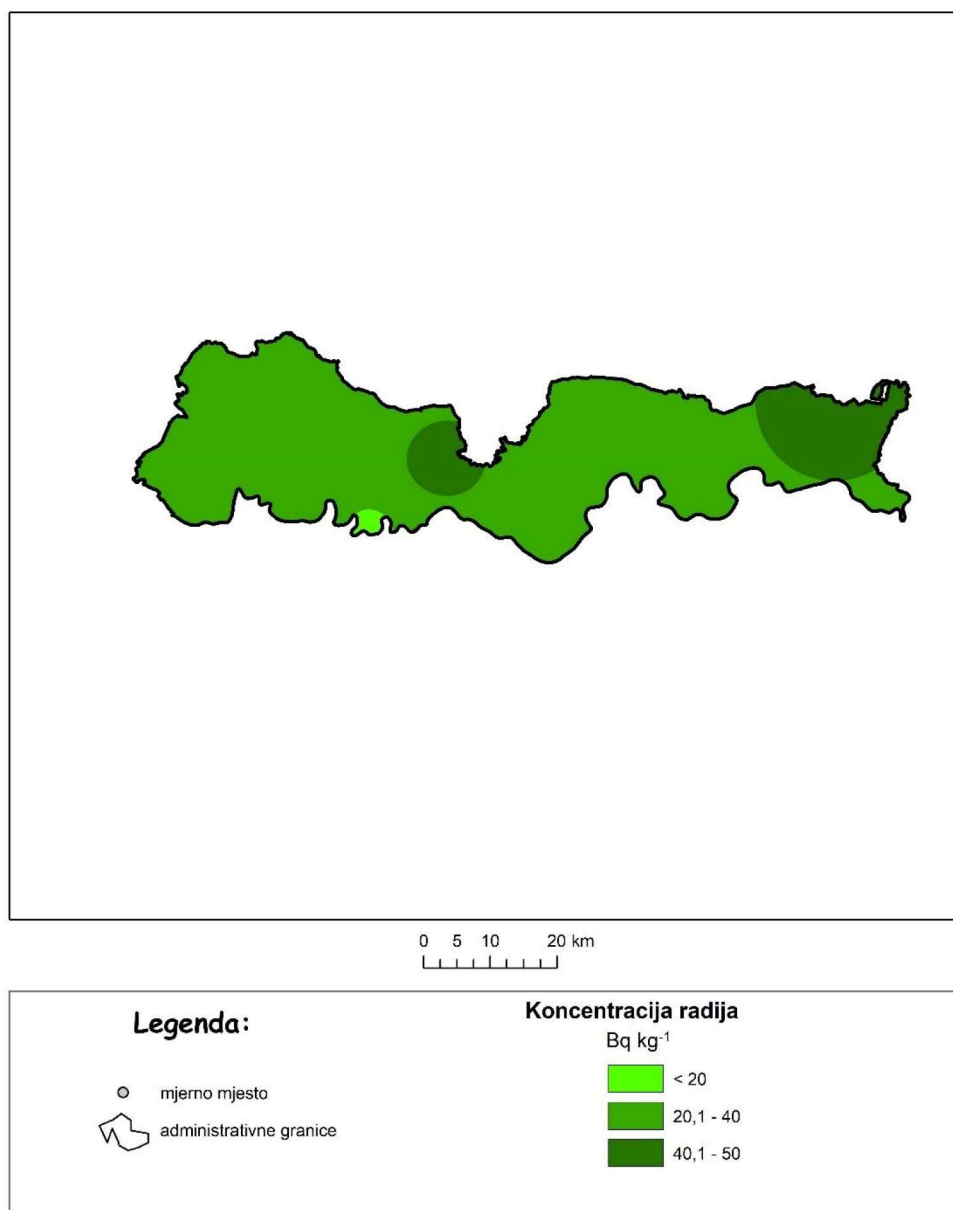 0 5 10 20 km
Legenda:
mjerno mjesto
administrativne granice
Koncentracija radija
Bq kg⁻¹
< 20
20,1 - 40
40,1 - 50